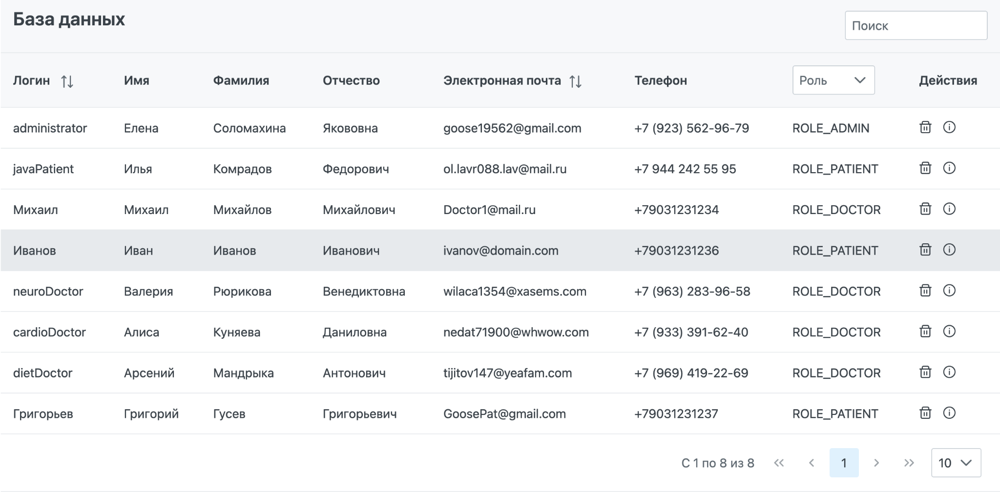 База данных
Поиск
Логин Имя Фамилия Отчество Электронная почта Телефон Роль Действия
administrator Елена Соломахина Якововна goose19562@gmail.com +7 (923) 562-96-79 ROLE_ADMIN
javaPatient Илья Комрадов Федорович ol.lavr088.lav@mail.ru +7 944 242 55 95 ROLE_PATIENT
Михаил Михаил Михайлов Михайлович Doctor1@mail.ru +79031231234 ROLE_DOCTOR
Иванов Иван Иванов Иванович ivanov@domain.com +79031231236 ROLE_PATIENT
neuroDoctor Валерия Рюрикова Венедиктовна wilaca1354@xasems.com +7 (963) 283-96-58 ROLE_DOCTOR
cardioDoctor Алиса Куняева Даниловна nedat71900@whwow.com +7 (933) 391-62-40 ROLE_DOCTOR
dietDoctor Арсений Мандрыка Антонович tijitov147@yeafam.com +7 (969) 419-22-69 ROLE_DOCTOR
Григорьев Григорий Гусев Григорьевич GoosePat@gmail.com +79031231237 ROLE_PATIENT
С 1 по 8 из 8 1 10